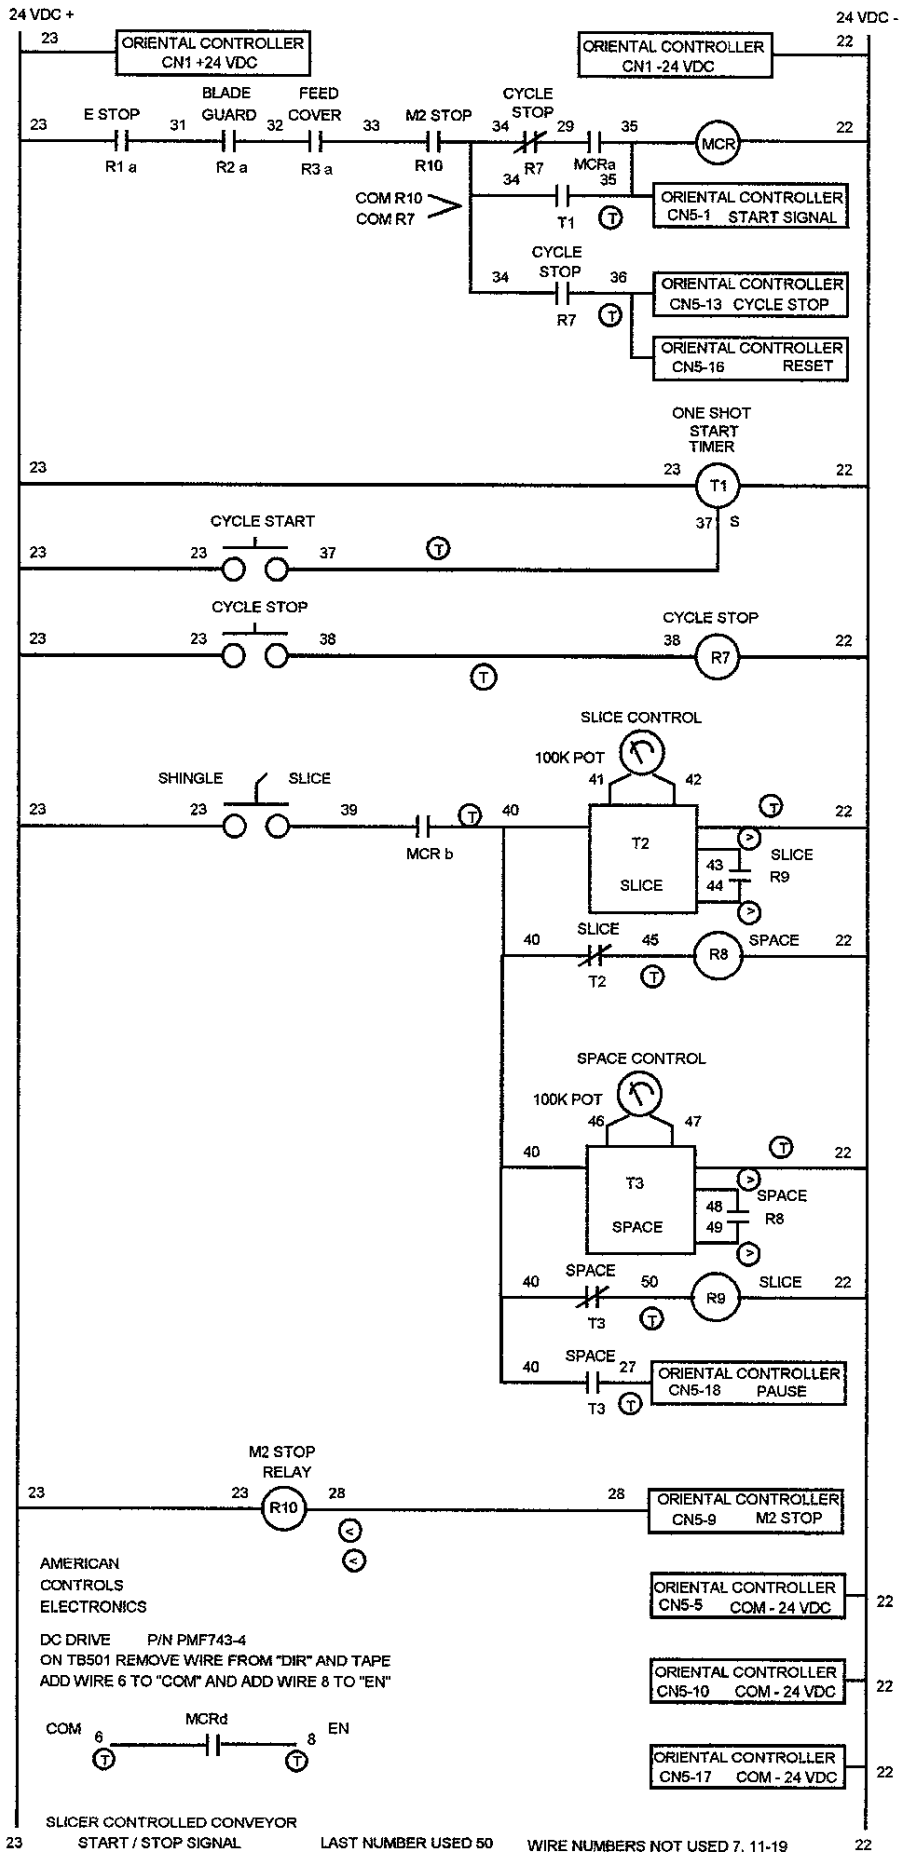 24 VDC +
24 VDC -
23
ORIENTAL CONTROLLER
CN1 +24 VDC
ORIENTAL CONTROLLER
CN1 -24 VDC
22
23
E STOP
R1 a
31
BLADE
GUARD
R2 a
32
FEED
COVER
R3 a
33
M2 STOP
R10
34
CYCLE
STOP
R7
29
MCRa
35
MCR
22
COM R10
COM R7
34
T1
35
T
ORIENTAL CONTROLLER
CN5-1 START SIGNAL
34
CYCLE
STOP
R7
36
T
ORIENTAL CONTROLLER
CN5-13 CYCLE STOP
ORIENTAL CONTROLLER
CN5-16 RESET
ONE SHOT
START
TIMER
23
23
T1
22
37 S
CYCLE START
23
23
37
T
CYCLE STOP
23
23
38
T
CYCLE STOP
38
R7
22
SLICE CONTROL
100K POT
41
42
SHINGLE SLICE
23
23
39
MCR b
T
40
T2
SLICE
T
22
>
43
44
SLICE
R9
>
40
SLICE
T2
45
T
R8
SPACE
22
SPACE CONTROL
100K POT
46
47
40
T3
SPACE
T
22
>
48
49
SPACE
R8
>
40
SPACE
T3
50
T
R9
SLICE
22
40
SPACE
T3
27
T
ORIENTAL CONTROLLER
CN5-18 PAUSE
M2 STOP
RELAY
23
23
R10
28
<
<
28
ORIENTAL CONTROLLER
CN5-9 M2 STOP
AMERICAN
CONTROLS
ELECTRONICS
ORIENTAL CONTROLLER
CN5-5 COM - 24 VDC
22
DC DRIVE P/N PMF743-4
ON TB501 REMOVE WIRE FROM "DIR" AND TAPE
ADD WIRE 6 TO "COM" AND ADD WIRE 8 TO "EN"
ORIENTAL CONTROLLER
CN5-10 COM - 24 VDC
22
COM
6
T
MCRd
8
T
EN
ORIENTAL CONTROLLER
CN5-17 COM - 24 VDC
22
SLICER CONTROLLED CONVEYOR
23
START / STOP SIGNAL
LAST NUMBER USED 50
WIRE NUMBERS NOT USED 7, 11-19
22